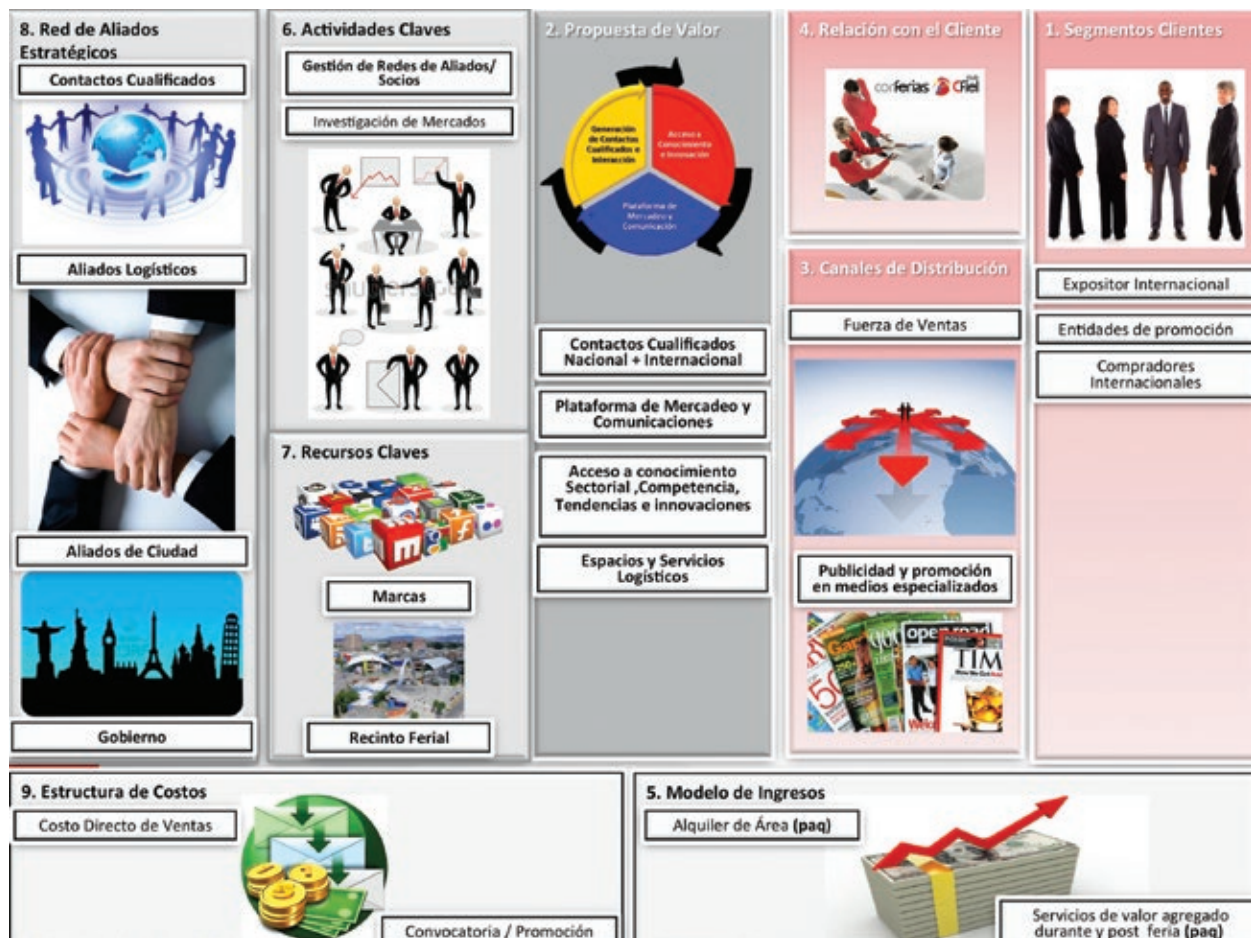 8. Red de Aliados
Estratégicos
Contactos Cualificados
Aliados Logísticos
Aliados de Ciudad
Gobierno
6. Actividades Claves
Gestión de Redes de Aliados/
Socios
Investigación de Mercados
7. Recursos Claves
Marcas
Recinto Ferial
2. Propuesta de Valor
Generación
de Contactos
Cualificados e
Interacción
Acceso a
Conocimiento
e Innovación
Plataforma de
Mercadeo y
Comunicación
Contactos Cualificados
Nacional + Internacional
Plataforma de Mercadeo y
Comunicaciones
Acceso a conocimiento
Sectorial ,Competencia,
Tendencias e innovaciones
Espacios y Servicios
Logísticos
4. Relación con el Cliente
corferias
CFiel
3. Canales de Distribución
Fuerza de Ventas
Publicidad y promoción
en medios especializados
open road
TIM
1. Segmentos Clientes
Expositor Internacional
Entidades de promoción
Compradores
Internacionales
9. Estructura de Costos
Costo Directo de Ventas
Convocatoria / Promoción
5. Modelo de Ingresos
Alquiler de Área (paq)
Servicios de valor agregado
durante y post feria (paq)